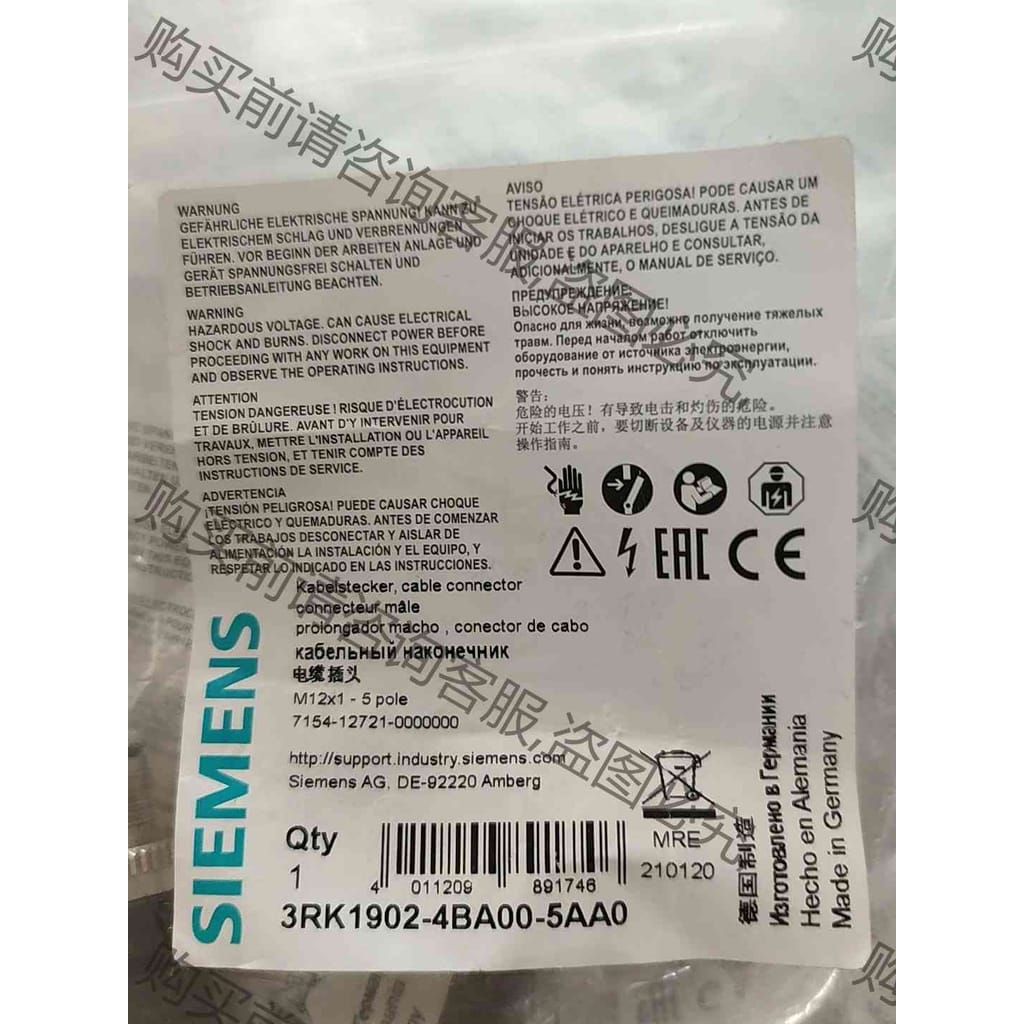 WARNUNG
GEFÄHRLICHE ELEKTRISCHE SPANNUNG! KANN ZU
ELEKTRISCHEM SCHLAG UND VERBRENNUNGEN
FÜHREN. VOR BEGINN DER ARBEITEN ANLAGE UND
GERÄT SPANNUNGSFREI SCHALTEN UND
BETRIEBSANLEITUNG BEACHTEN.
WARNING
HAZARDOUS VOLTAGE. CAN CAUSE ELECTRICAL
SHOCK AND BURNS. DISCONNECT POWER BEFORE
PROCEEDING WITH ANY WORK ON THIS EQUIPMENT
AND OBSERVE THE OPERATING INSTRUCTIONS.
ATTENTION
TENSION DANGEREUSE ! RISQUE D'ÉLECTROCUTION
ET DE BRÛLURE. AVANT D'Y INTERVENIR POUR
TRAVAUX, METTRE L'INSTALLATION OU L'APPAREIL
HORS TENSION, ET TENIR COMPTE DES
INSTRUCTIONS DE SERVICE.
ADVERTENCIA
¡TENSIÓN PELIGROSA! PUEDE CAUSAR CHOQUE
ELÉCTRICO Y QUEMADURAS. ANTES DE COMENZAR
LOS TRABAJOS DESCONECTAR Y AISLAR DE
ALIMENTACIÓN LA INSTALACIÓN Y EL EQUIPO, Y
RESPETAR LO INDICADO EN LAS INSTRUCCIONES.
AVISO
TENSÃO ELÉTRICA PERIGOSA! PODE CAUSAR UM
CHOQUE ELÉTRICO E QUEIMADURAS. ANTES DE
INICIAR OS TRABALHOS, DESLIGUE A TENSÃO DA
UNIDADE E DO APARELHO E CONSULTAR,
ADICIONALMENTE, O MANUAL DE SERVIÇO.
ПРЕДУПРЕЖДЕНИЕ:
ВЫСОКОЕ НАПРЯЖЕНИЕ!
Опасно для жизни, возможно получение тяжелых
травм. Перед началом работ отключить
оборудование от источника электроэнергии,
прочесть и понять инструкцию по эксплуатации.
警告:
危险的电压! 有导致电击和灼伤的危险。
开始工作之前, 要切断设备及仪器的电源并注意
操作指南。
EAC CE
Kabelstecker, cable connector
connecteur mâle
prolongador macho , conector de cabo
кабельный наконечник
电缆插头
M12x1 - 5 pole
7154-12721-0000000
http://support.industry.siemens.com
Siemens AG, DE-92220 Amberg
SIEMENS
Qty
1
4 011209 891746
3RK1902-4BA00-5AA0
MRE
210120
德国制造
Изготовлено в Германии
Hecho en Alemania
Made in Germany
购买前请咨询客服,盗图必究
购买前请咨询客服,盗图必究
购
购
购买前
购